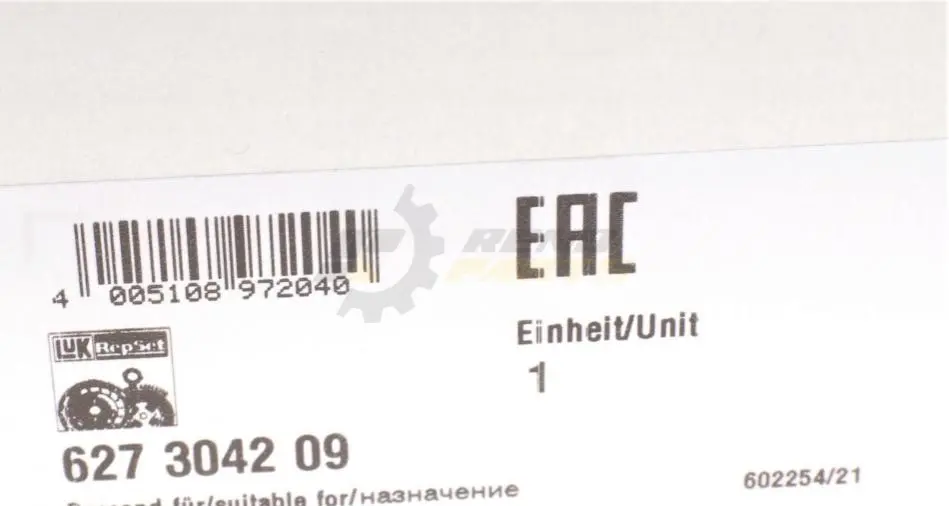 EAC
4 005108 972040
LUK RepSet
Einheit/Unit
1
627 3042 09
602254/21
für/suitable for/назначение